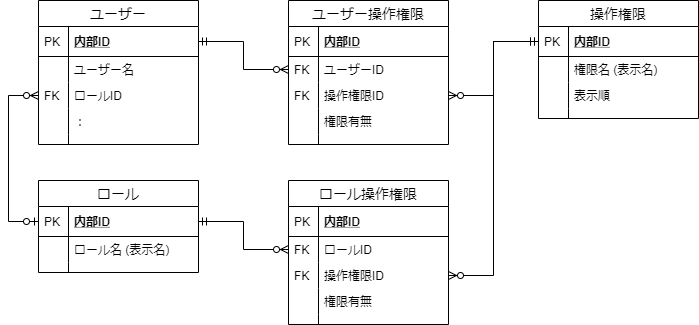 ユーザー
PK 内部ID
ユーザー名
FK ロールID
：
ユーザー操作権限
PK 内部ID
FK ユーザーID
FK 操作権限ID
権限有無
操作権限
PK 内部ID
権限名 (表示名)
表示順
ロール
PK 内部ID
ロール名 (表示名)
ロール操作権限
PK 内部ID
FK ロールID
FK 操作権限ID
権限有無